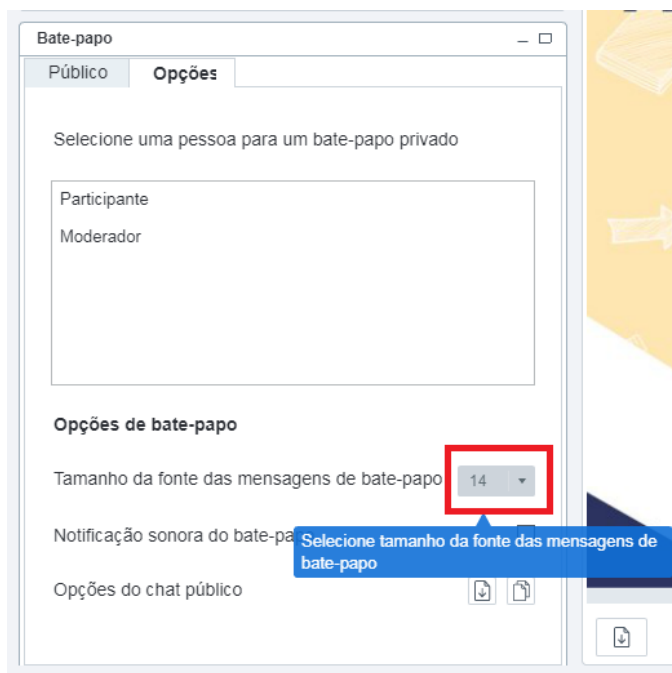 Bate-papo
Público
Opções
Selecione uma pessoa para um bate-papo privado
Participante
Moderador
Opções de bate-papo
Tamanho da fonte das mensagens de bate-papo 14
Notificação sonora do bate-pa
Selecione tamanho da fonte das mensagens de
bate-papo
Opções do chat público